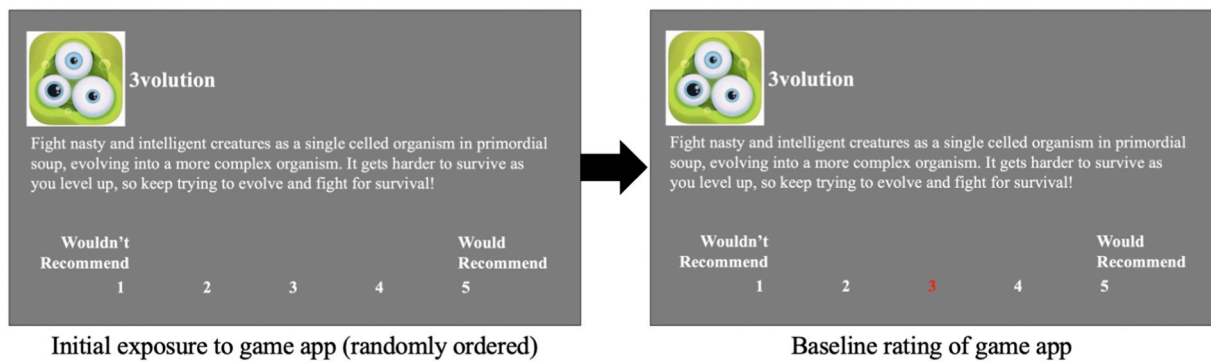 3volution
Fight nasty and intelligent creatures as a single celled organism in primordial
soup, evolving into a more complex organism. It gets harder to survive as
you level up, so keep trying to evolve and fight for survival!
Wouldn't
Recommend
Would
Recommend
1 2 3 4 5
Initial exposure to game app (randomly ordered)
3volution
Fight nasty and intelligent creatures as a single celled organism in primordial
soup, evolving into a more complex organism. It gets harder to survive as
you level up, so keep trying to evolve and fight for survival!
Wouldn't
Recommend
Would
Recommend
1 2 3 4 5
Baseline rating of game app